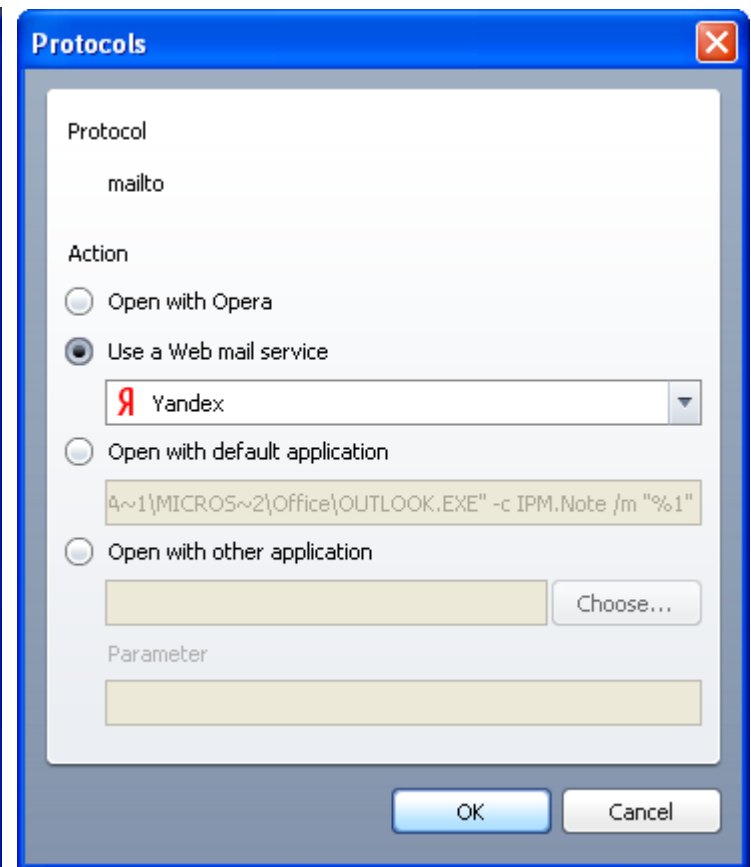 Protocols
Protocol
mailto
Action
Open with Opera
Use a Web mail service
Я Yandex
Open with default application
4~1\MICROS~2\Office\OUTLOOK.EXE" -c IPM.Note /m "%1"
Open with other application
Choose...
Parameter
OK Cancel